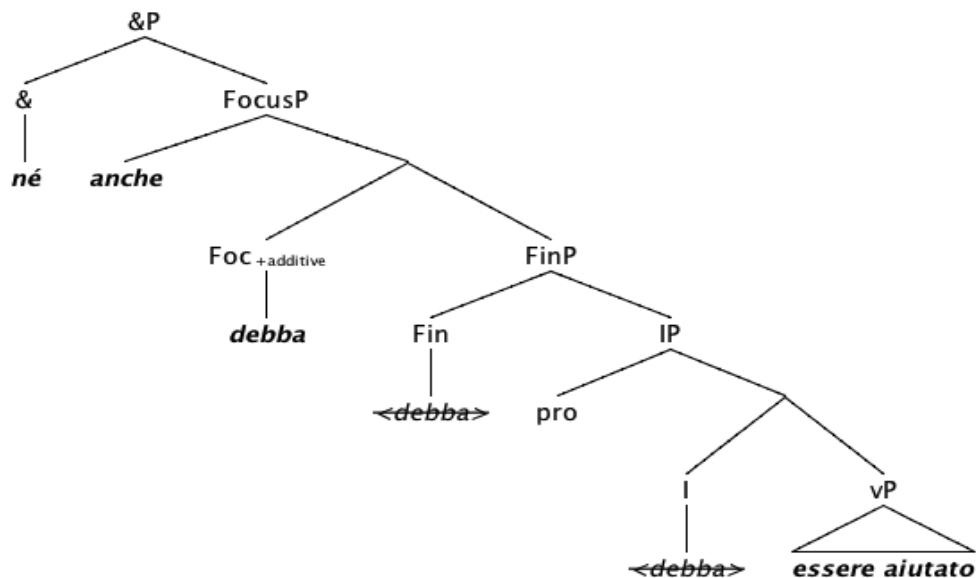 &P
& FocusP
né anche
Foc +additive FinP
debba Fin IP
<debba> pro
I vP
<debba> essere aiutato